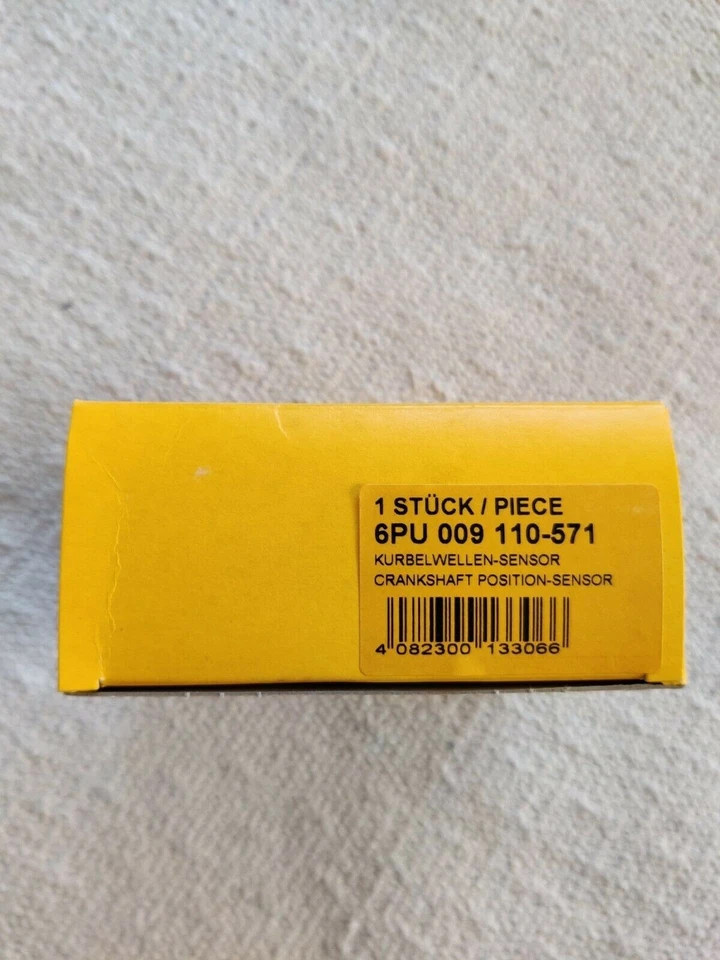 1 STÜCK / PIECE
6PU 009 110-571
KURBELWELLEN-SENSOR
CRANKSHAFT POSITION-SENSOR
4 082300 133066